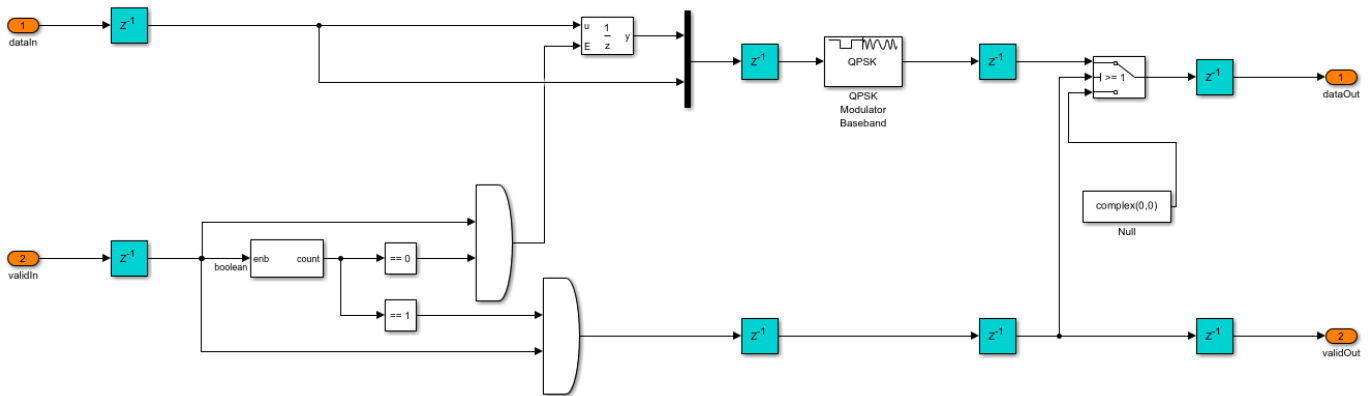 1
dataIn
z-1
u
E
1
z
y
z-1
QPSK
QPSK
Modulator
Baseband
z-1
>= 1
z-1
1
dataOut
complex(0,0)
Null
2
validIn
z-1
boolean
enb
count
== 0
== 1
z-1
z-1
z-1
2
validOut